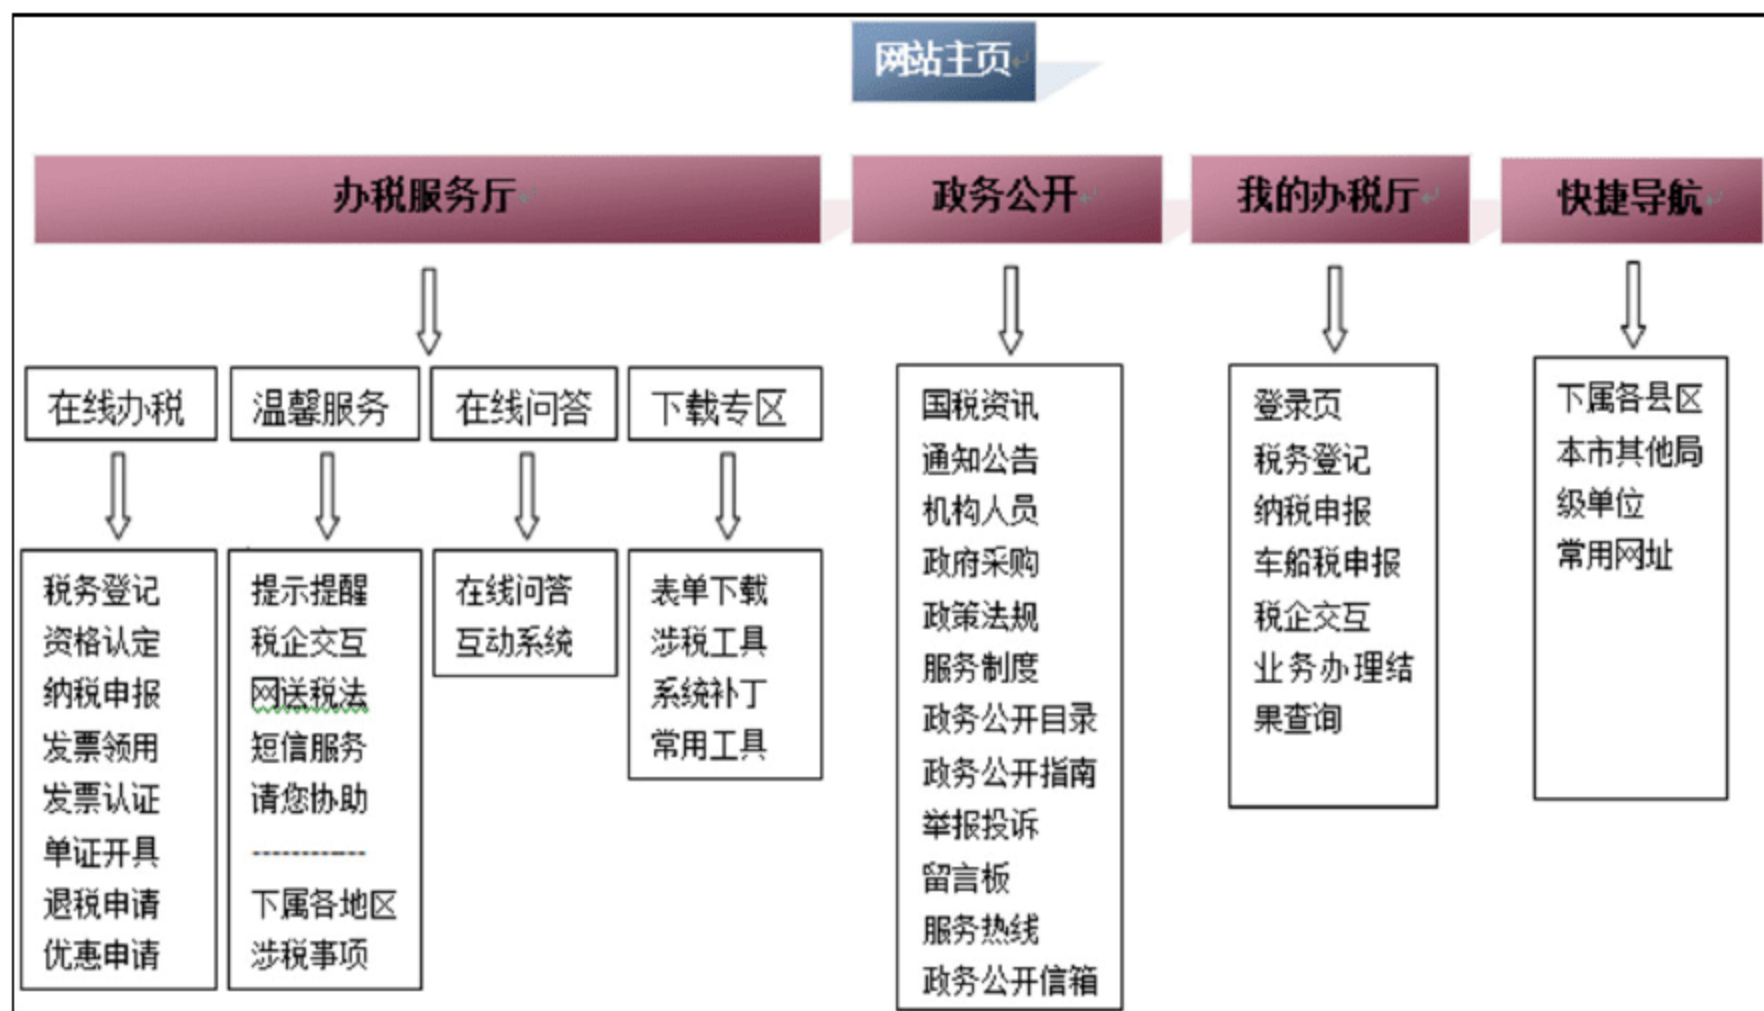 网站主页
办税服务厅
政务公开
我的办税厅
快捷导航
在线办税
温馨服务
在线问答
下载专区
税务登记
资格认定
纳税申报
发票领用
发票认证
单证开具
退税申请
优惠申请
提示提醒
税企交互
网送税法
短信服务
请您协助
------------
下属各地区
涉税事项
在线问答
互动系统
表单下载
涉税工具
系统补丁
常用工具
国税资讯
通知公告
机构人员
政府采购
政策法规
服务制度
政务公开目录
政务公开指南
举报投诉
留言板
服务热线
政务公开信箱
登录页
税务登记
纳税申报
车船税申报
税企交互
业务办理结
果查询
下属各县区
本市其他局
级单位
常用网址